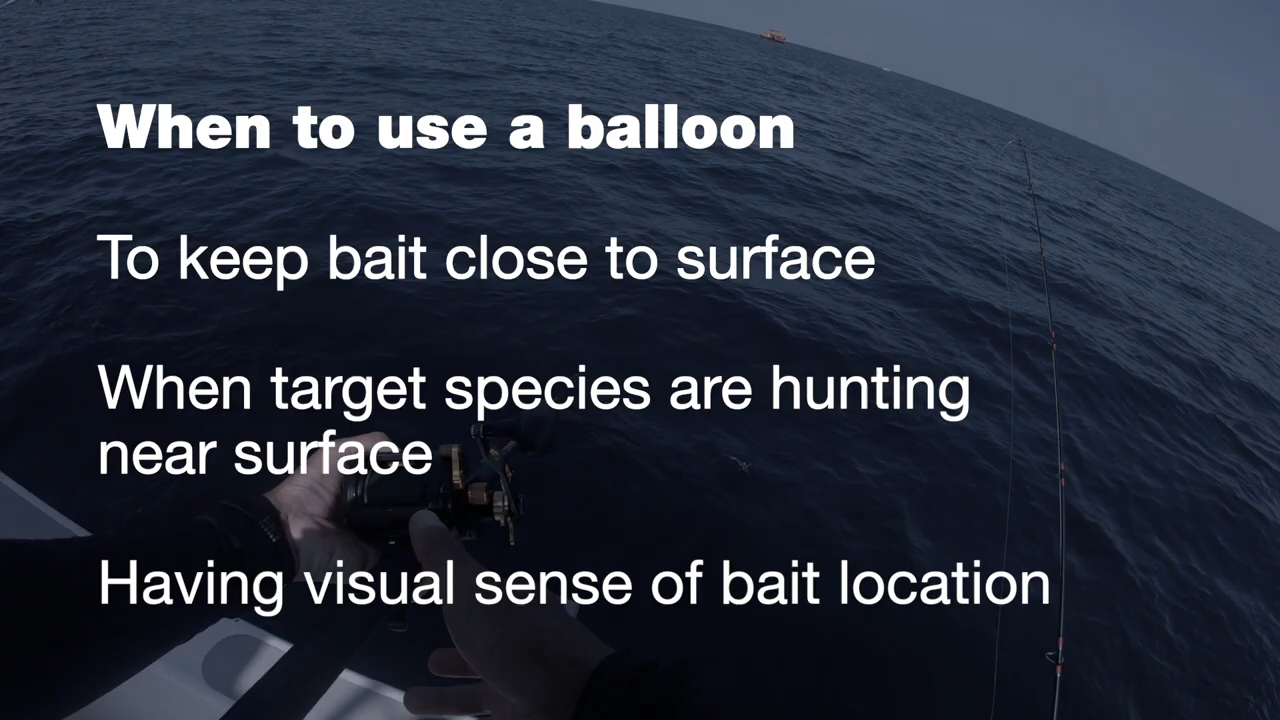 When to use a balloon
To keep bait close to surface
When target species are hunting
near surface
Having visual sense of bait location